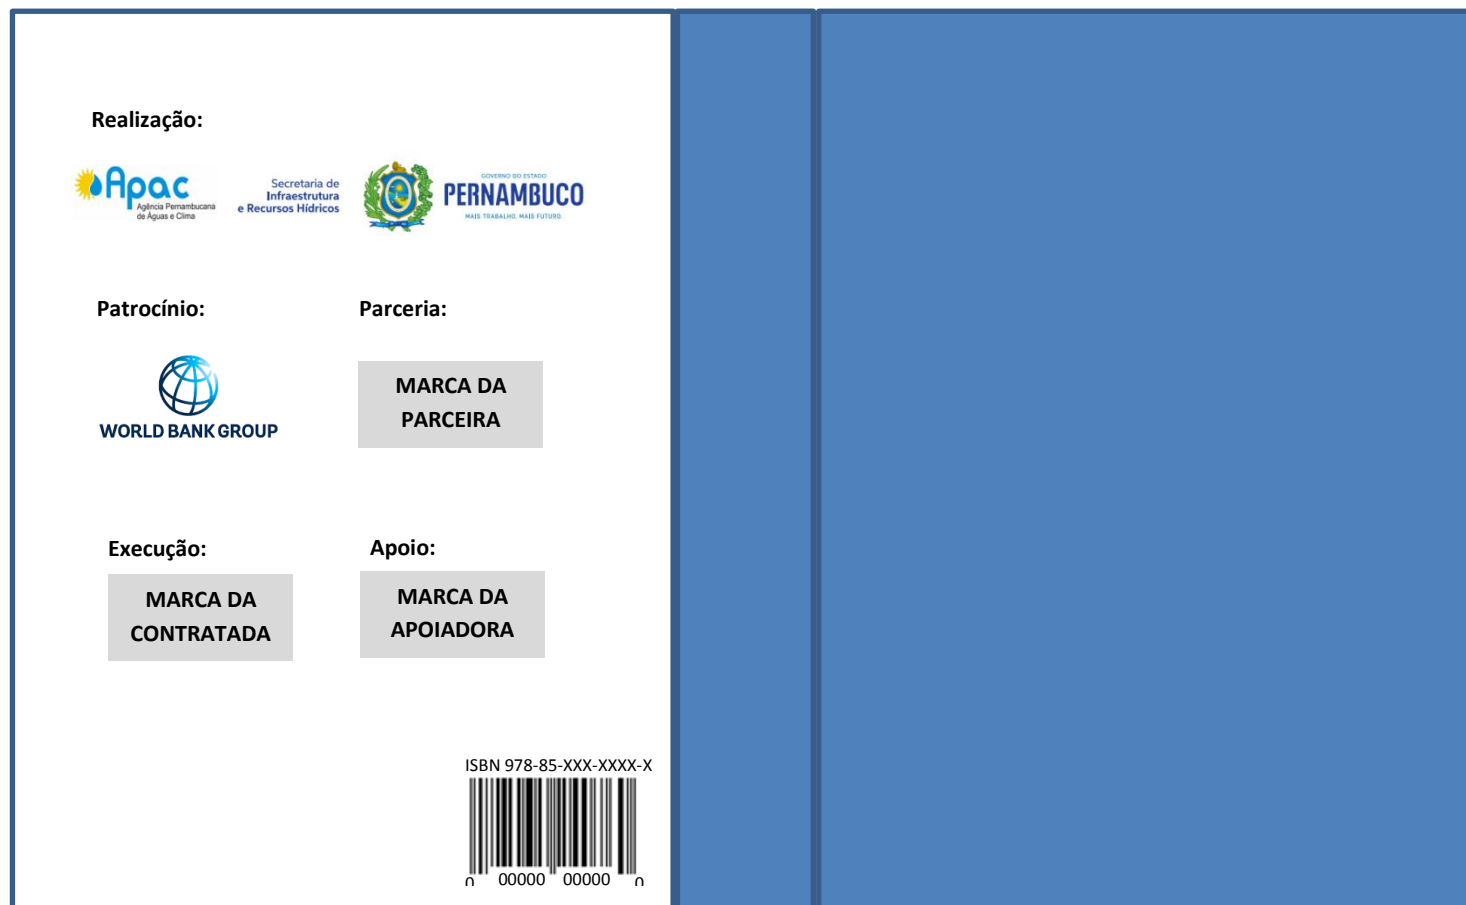 Realização:
Apac
Agência Pernambucana
de Águas e Clima
Secretaria de
Infraestrutura
e Recursos Hídricos
GOVERNO DO ESTADO
PERNAMBUCO
MAIS TRABALHO, MAIS FUTURO.
Patrocínio:
Parceria:
WORLD BANK GROUP
MARCA DA
PARCEIRA
Execução:
Apoio:
MARCA DA
CONTRATADA
MARCA DA
APOIADORA
ISBN 978-85-XXX-XXXX-X
0 00000 00000 0